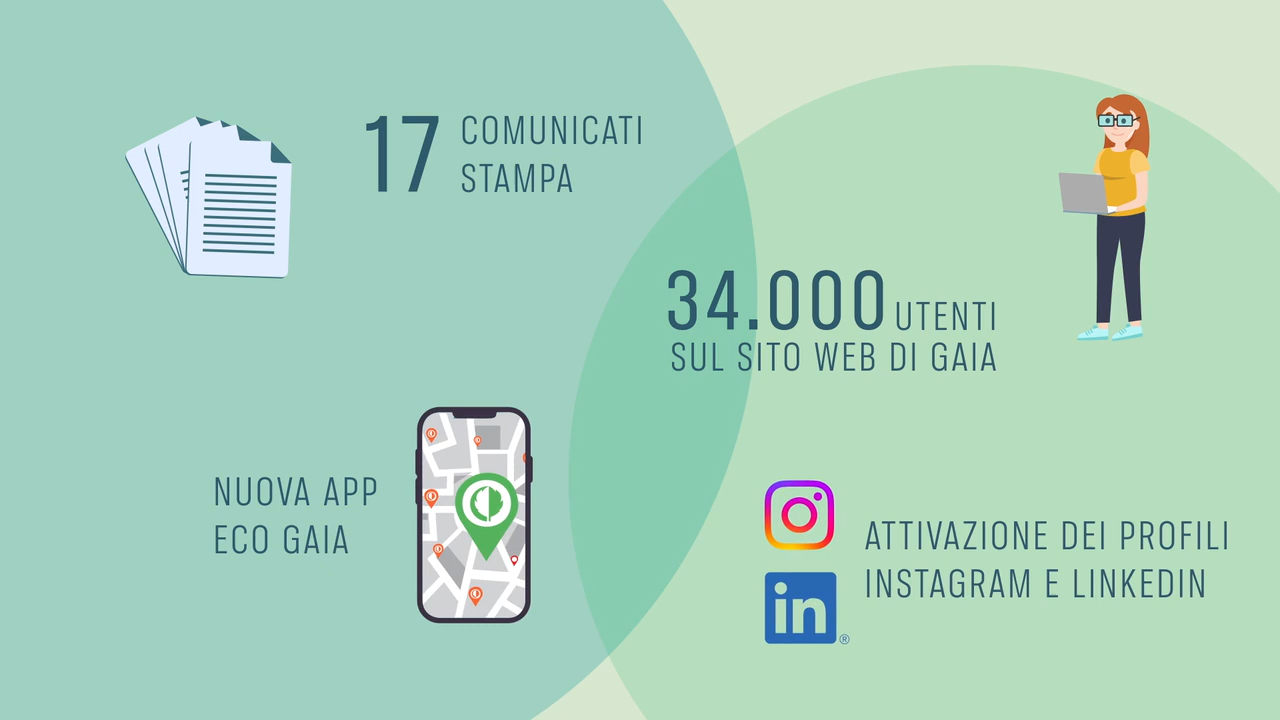 17 COMUNICATI
STAMPA
34.000 UTENTI
SUL SITO WEB DI GAIA
NUOVA APP
ECO GAIA
ATTIVAZIONE DEI PROFILI
INSTAGRAM E LINKEDIN
in®